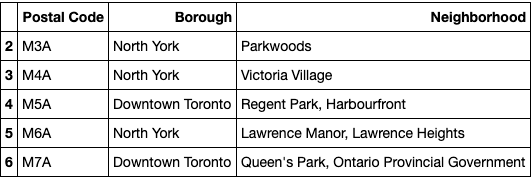 Postal Code Borough Neighborhood
2 M3A North York Parkwoods
3 M4A North York Victoria Village
4 M5A Downtown Toronto Regent Park, Harbourfront
5 M6A North York Lawrence Manor, Lawrence Heights
6 M7A Downtown Toronto Queen's Park, Ontario Provincial Government